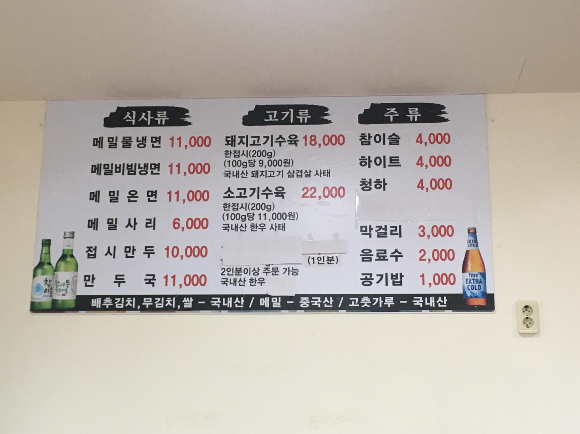 식사류
메밀물냉면 11,000
메밀비빔냉면 11,000
메밀온면 11,000
메밀사리 6,000
접시만두 10,000
만두국 11,000
고기류
돼지고기수육 18,000
한접시(200g)
(100g당 9,000원)
국내산 돼지고기 삼겹살 사태
소고기수육 22,000
한접시(200g)
(100g당 11,000원)
국내산 한우 사태
(1인분)
2인분이상 주문 가능
국내산 한우
주류
참이슬 4,000
하이트 4,000
청하 4,000
막걸리 3,000
음료수 2,000
공기밥 1,000
EXTRA
COLD
배추김치,무김치,쌀 - 국내산 / 메밀 - 중국산 / 고춧가루 - 국내산